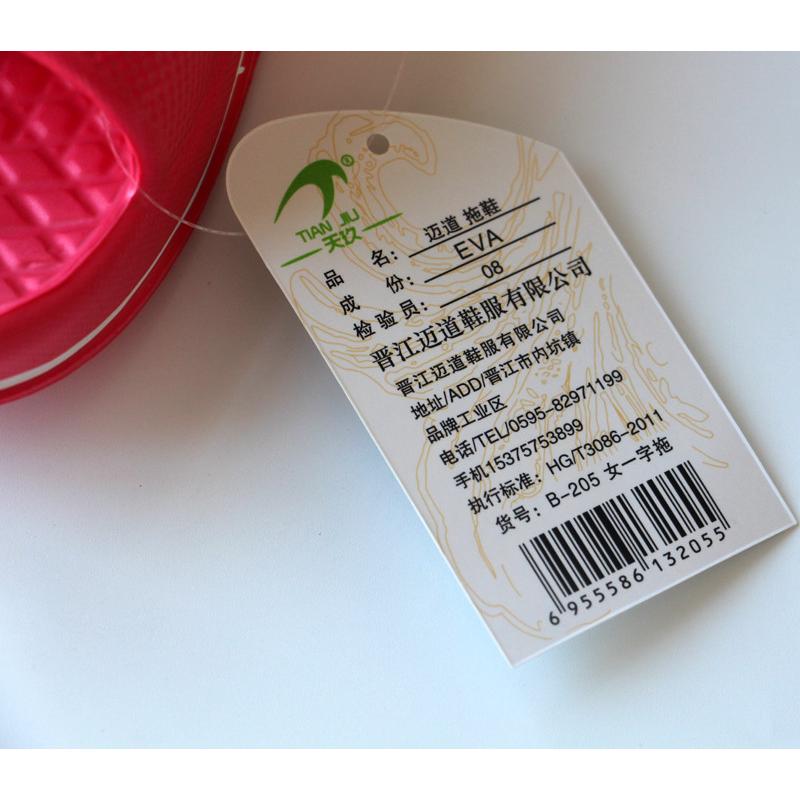 ®
TIAN JIU
天玖
品 名: 迈道 拖鞋
成 份: EVA
检验员: 08
晋江迈道鞋服有限公司
晋江迈道鞋服有限公司
地址/ADD/晋江市内坑镇
品牌工业区
电话/TEL/0595-82971199
手机15375753899
执行标准: HG/T3086-2011
货号: B-205 女一字拖
6 955586 132055